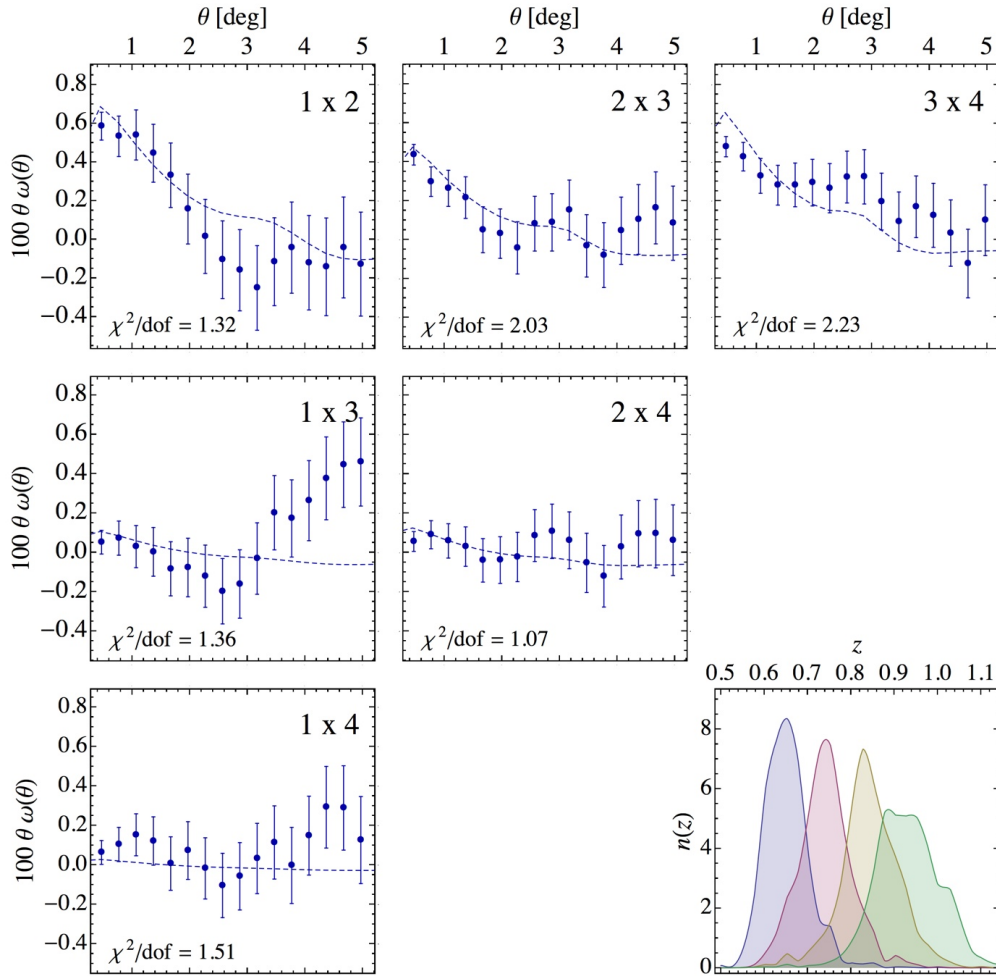 θ [deg] θ [deg] θ [deg]
1 2 3 4 5 1 2 3 4 5 1 2 3 4 5
100 θ ω(θ)
0.8
0.6
0.4
0.2
0.0
−0.2
−0.4
1 x 2
χ²/dof = 1.32
2 x 3
χ²/dof = 2.03
3 x 4
χ²/dof = 2.23
100 θ ω(θ)
0.8
0.6
0.4
0.2
0.0
−0.2
−0.4
1 x 3
χ²/dof = 1.36
2 x 4
χ²/dof = 1.07
100 θ ω(θ)
0.8
0.6
0.4
0.2
0.0
−0.2
−0.4
1 x 4
χ²/dof = 1.51
z
0.5 0.6 0.7 0.8 0.9 1.0 1.1
n(z)
8
6
4
2
0